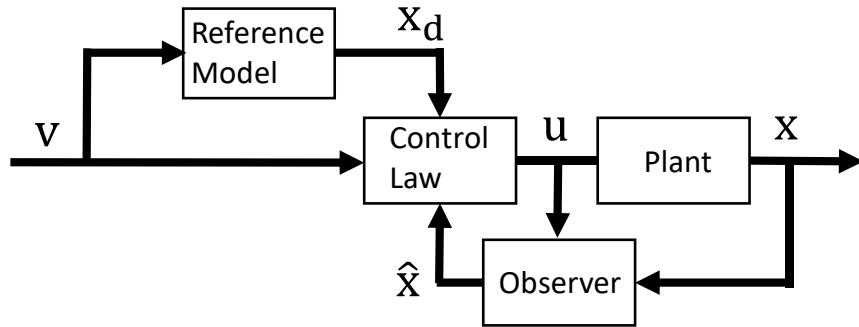 Reference
Model
x_d
v
Control
Law
u
Plant
x
x̂
Observer